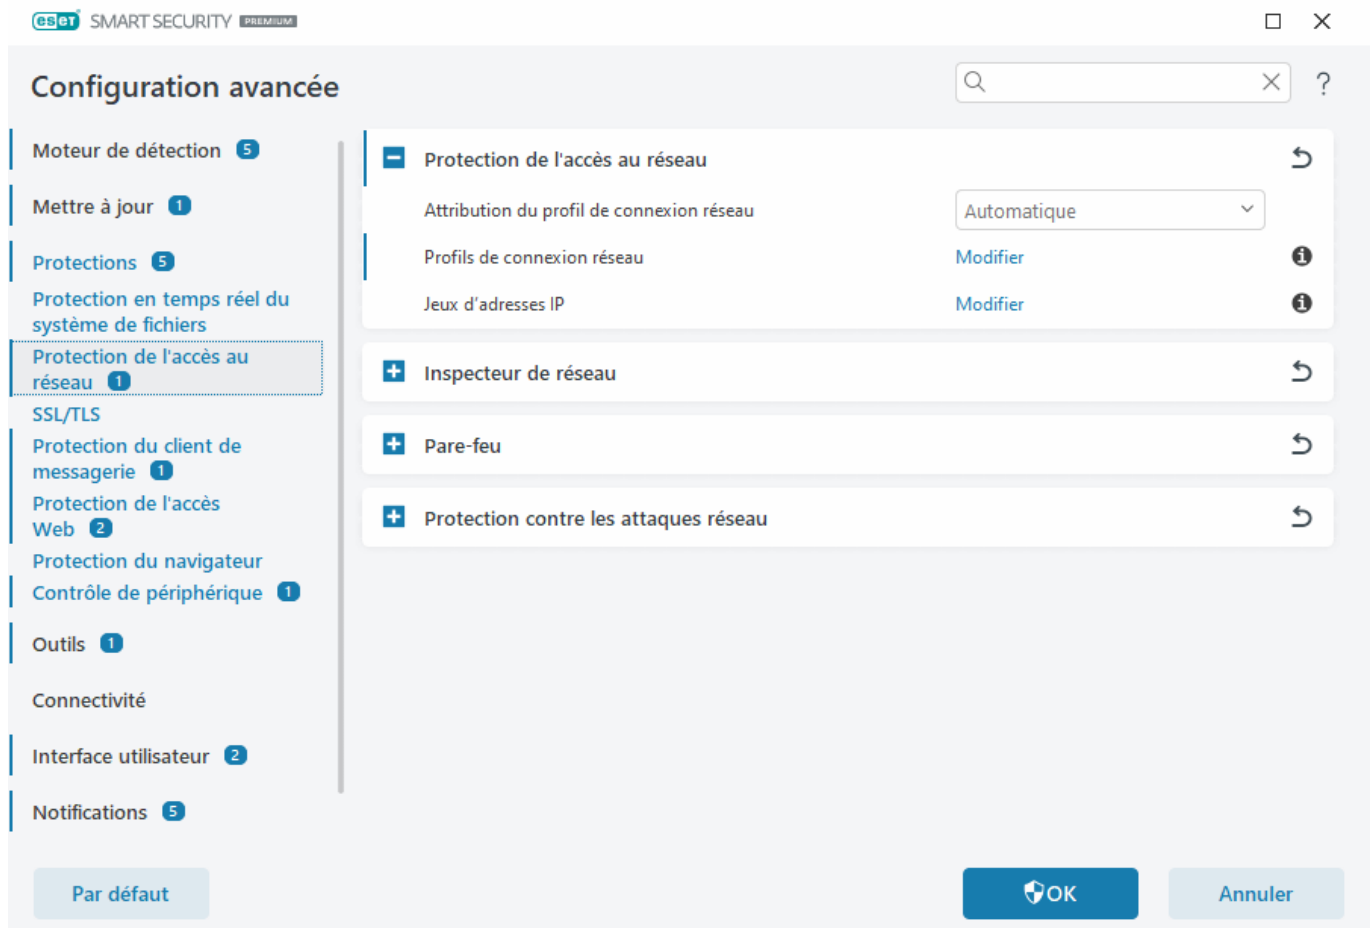 eset SMART SECURITY PREMIUM
Configuration avancée
?
Moteur de détection 5
Mettre à jour 1
Protections 5
Protection en temps réel du
système de fichiers
Protection de l'accès au
réseau 1
SSL/TLS
Protection du client de
messagerie 1
Protection de l'accès
Web 2
Protection du navigateur
Contrôle de périphérique 1
Outils 1
Connectivité
Interface utilisateur 2
Notifications 5
Protection de l'accès au réseau
Attribution du profil de connexion réseau Automatique
Profils de connexion réseau Modifier
Jeux d'adresses IP Modifier
Inspecteur de réseau
Pare-feu
Protection contre les attaques réseau
Par défaut OK Annuler